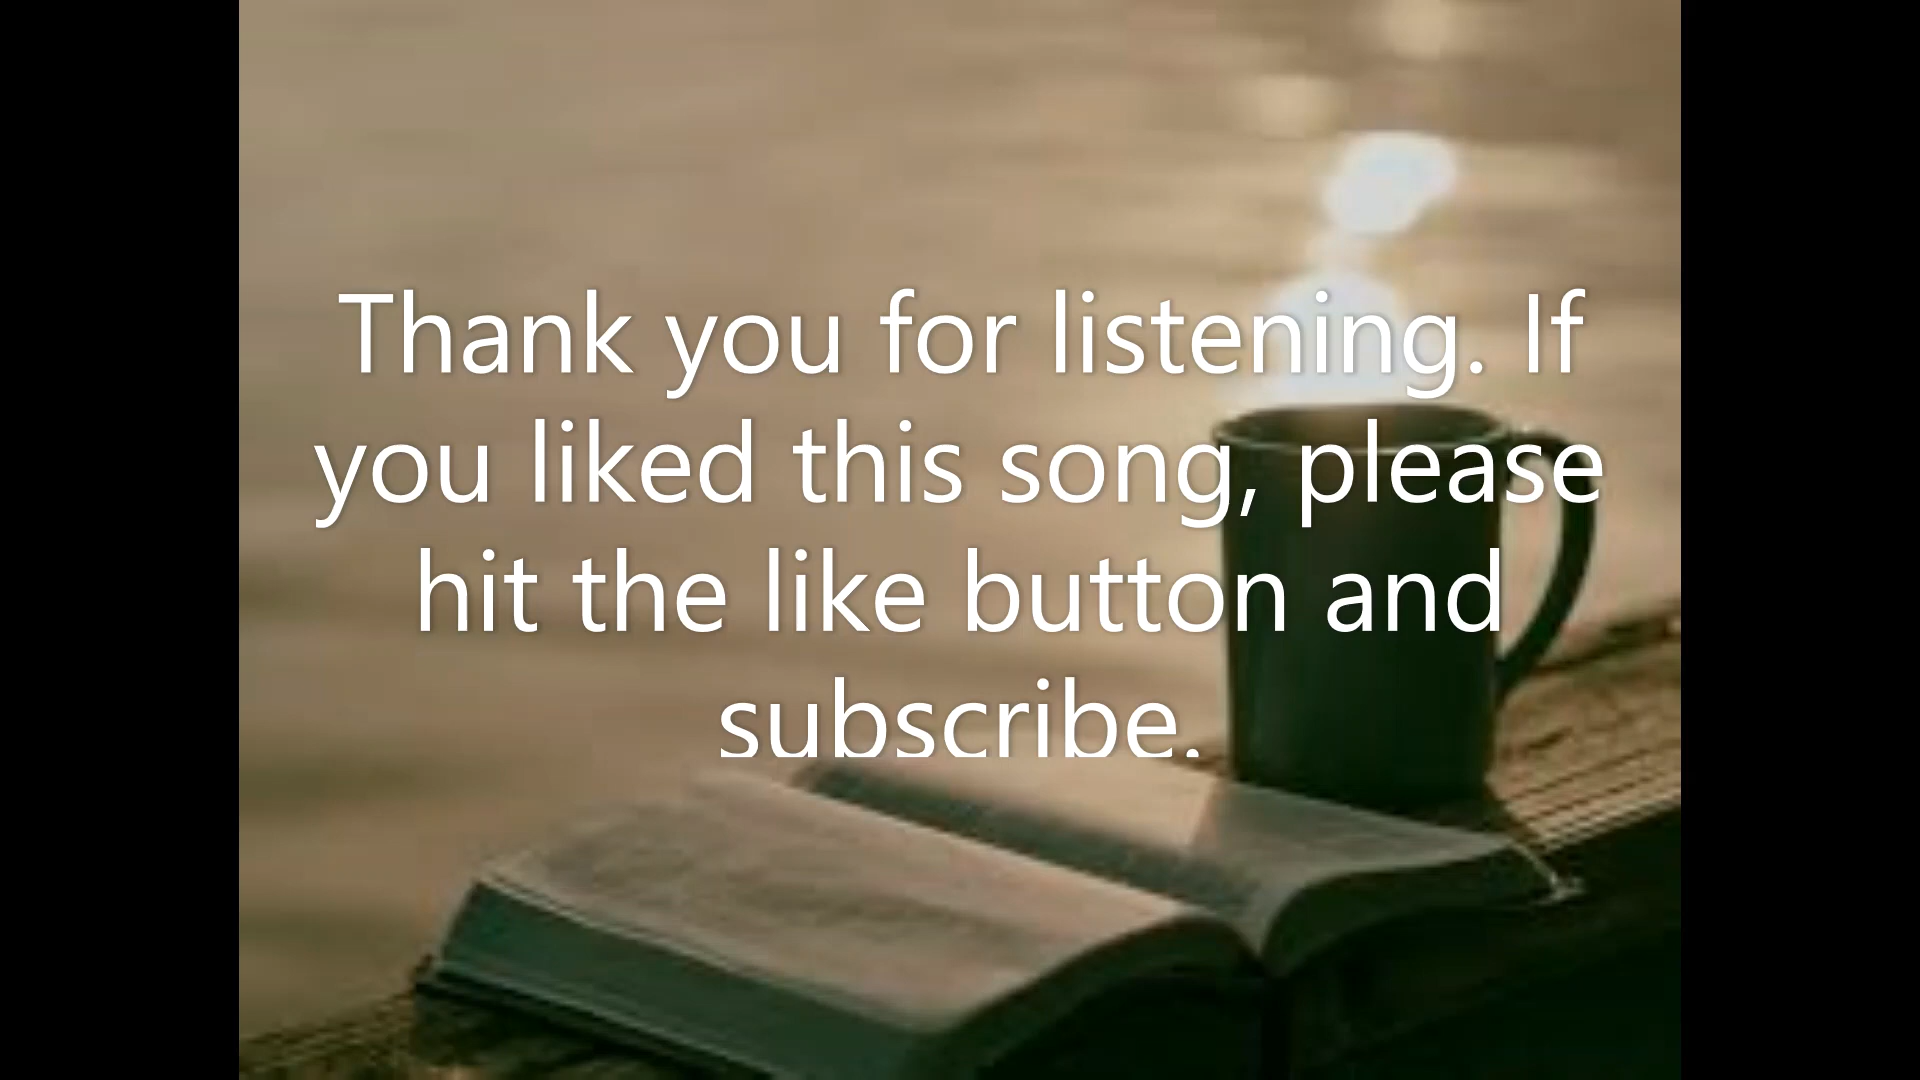 Thank you for listening. If
you liked this song, please
hit the like button and
subscribe.